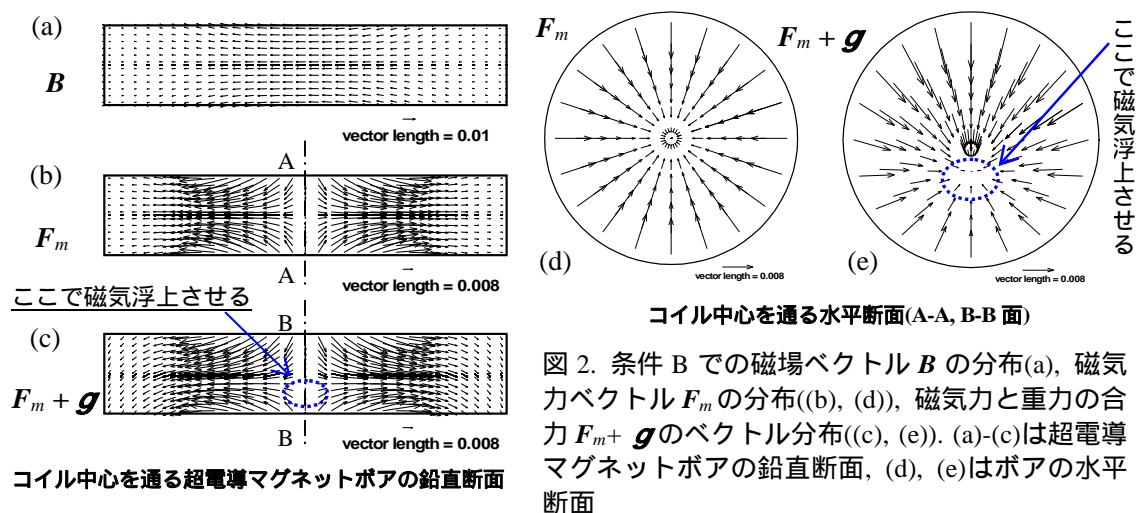 (a)
B
vector length = 0.01
A
(b)
Fm
A
vector length = 0.008
ここで磁気浮上させる
B
(c)
Fm + g
B
vector length = 0.008
コイル中心を通る超電導マグネットボアの鉛直断面
Fm
(d)
vector length = 0.008
Fm + g
(e)
vector length = 0.008
ここで磁気浮上させる
コイル中心を通る水平断面(A-A, B-B 面)
図 2. 条件 B での磁場ベクトル B の分布(a), 磁気
力ベクトル Fm の分布((b), (d)), 磁気力と重力の合
力 Fm+ g のベクトル分布((c), (e)). (a)-(c)は超電導
マグネットボアの鉛直断面, (d), (e)はボアの水平
断面